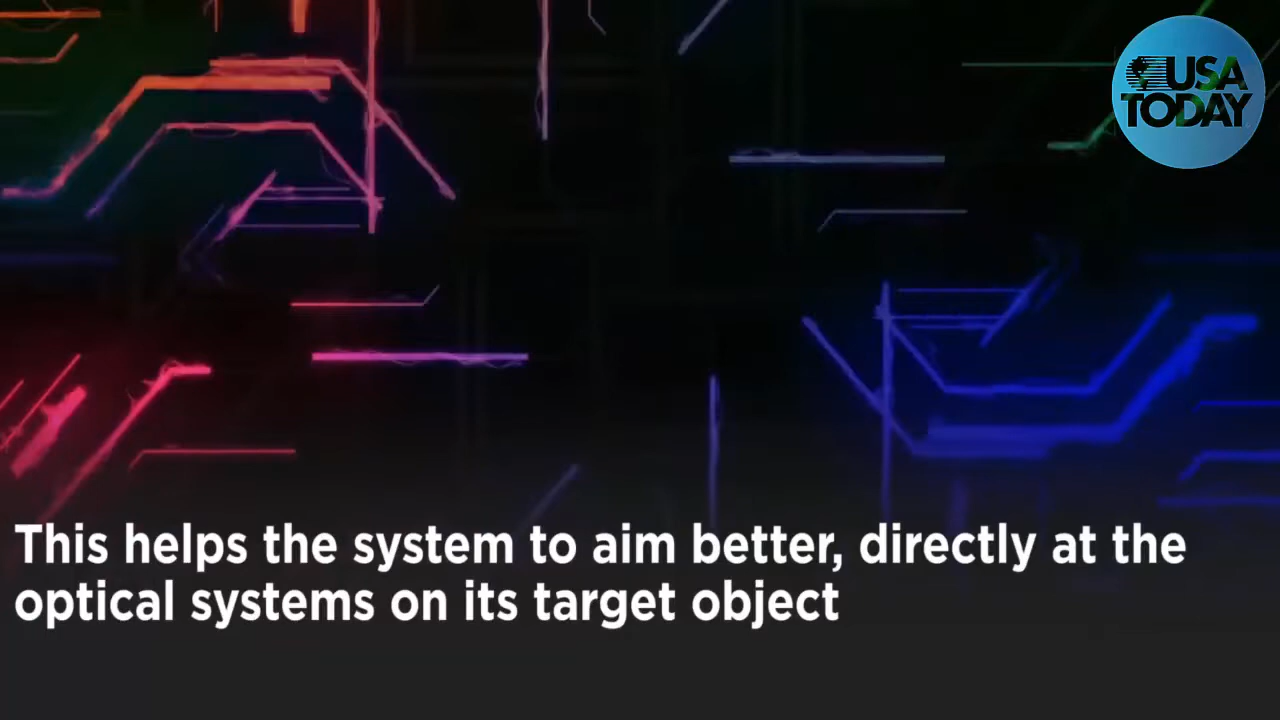 USA
TODAY
This helps the system to aim better, directly at the
optical systems on its target object